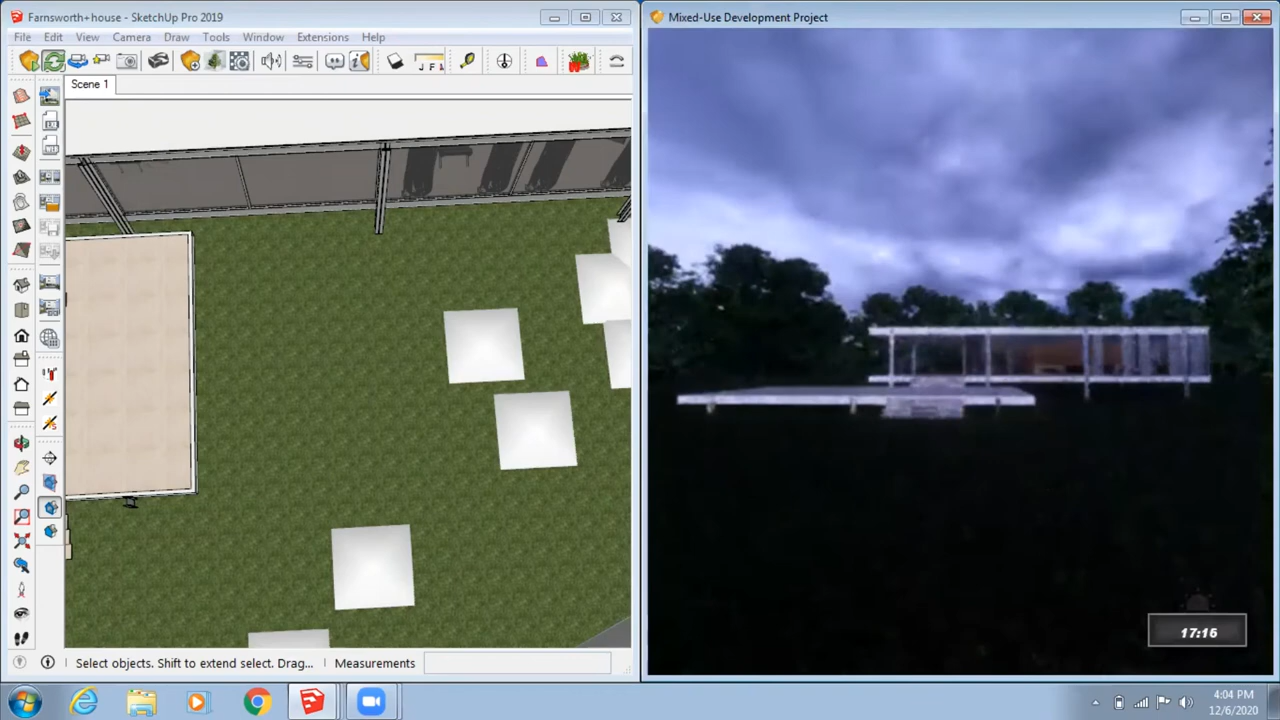 Farnsworth+house - SketchUp Pro 2019
File Edit View Camera Draw Tools Window Extensions Help
J F
Scene 1
Select objects. Shift to extend select. Drag... Measurements
Mixed-Use Development Project
17:16
4:04 PM
12/6/2020